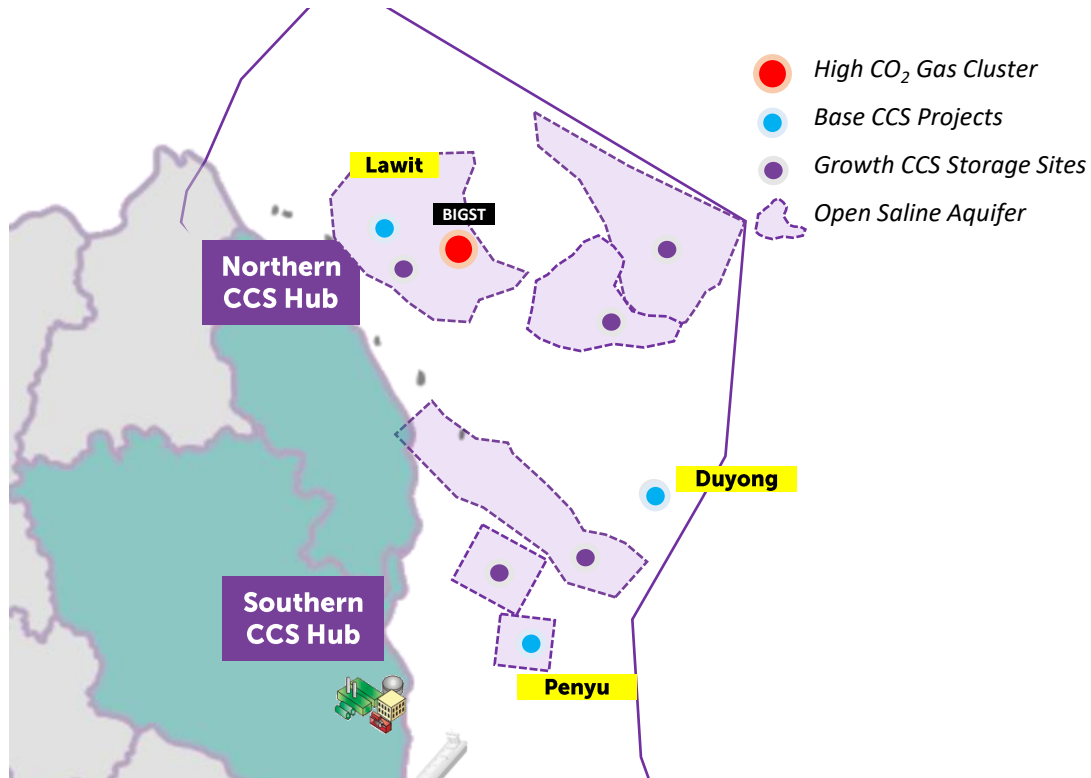 High CO₂ Gas Cluster
Base CCS Projects
Growth CCS Storage Sites
Open Saline Aquifer
Lawit
BIGST
Northern
CCS Hub
Duyong
Southern
CCS Hub
Penyu